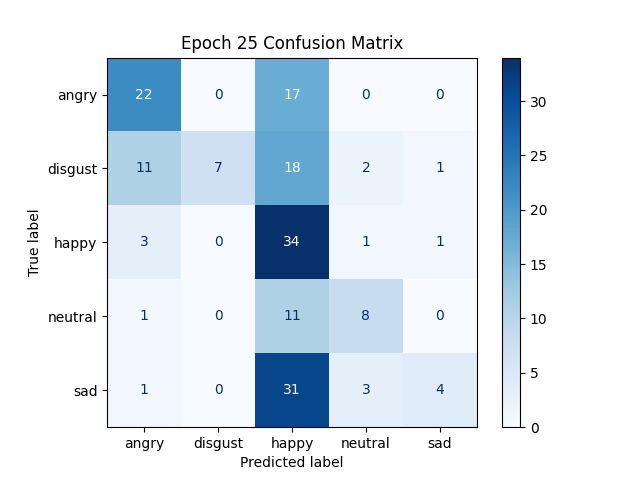 Epoch 25 Confusion Matrix
True label
angry 22 0 17 0 0
disgust 11 7 18 2 1
happy 3 0 34 1 1
neutral 1 0 11 8 0
sad 1 0 31 3 4
angry disgust happy neutral sad
Predicted label
30
25
20
15
10
5
0